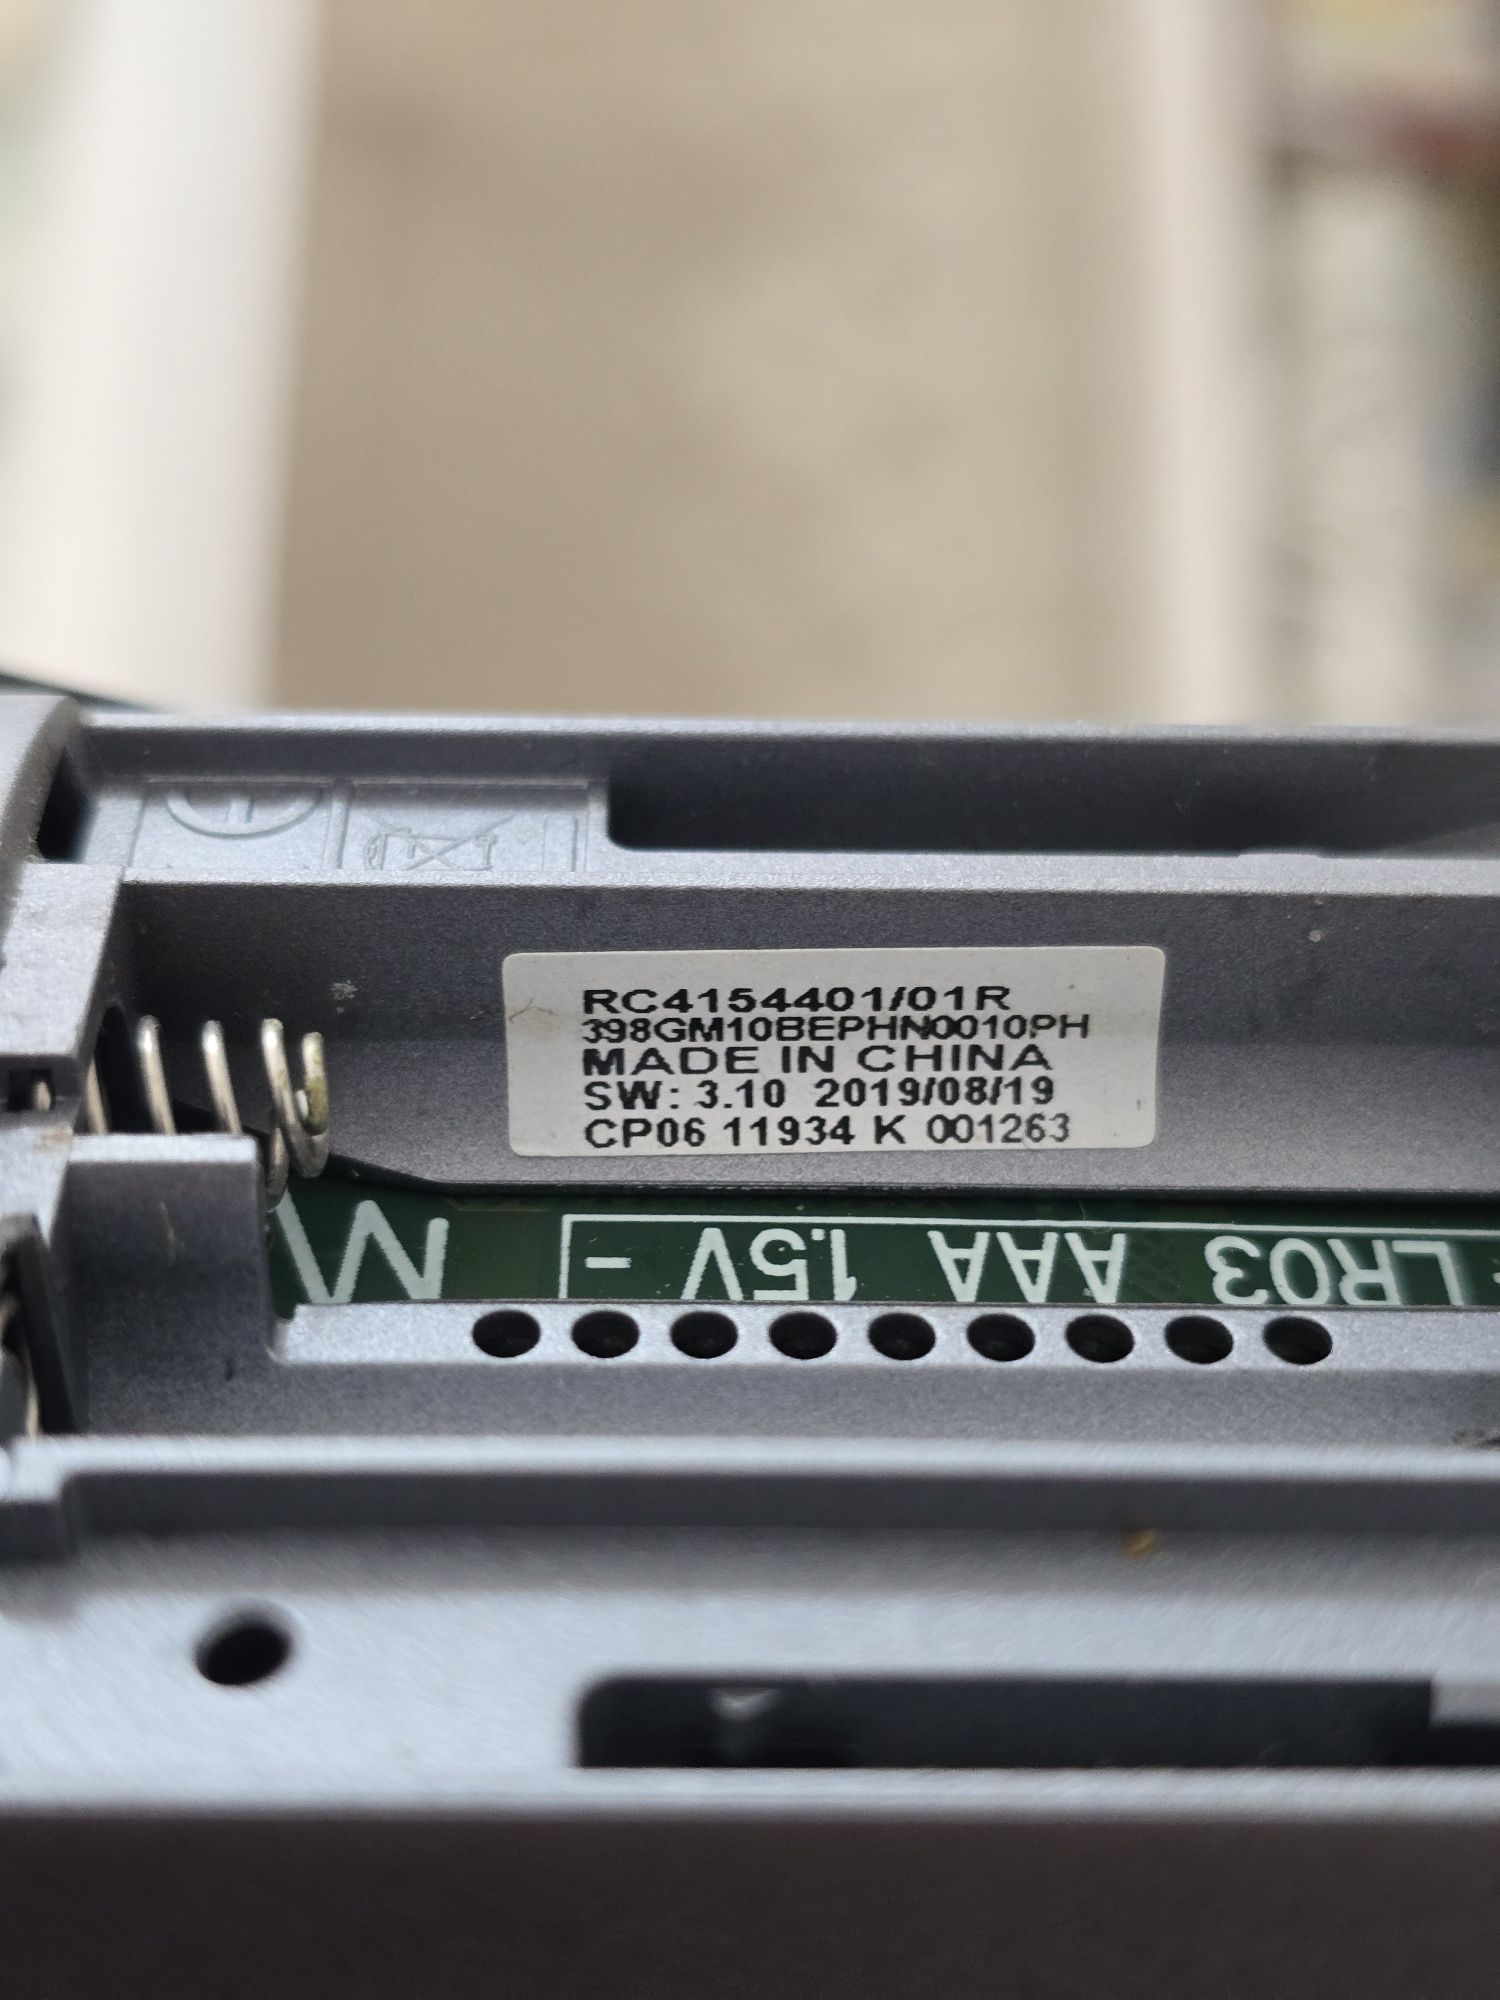 RC4154401/01R
398GM10BEPHN0010PH
MADE IN CHINA
SW: 3.10 2019/08/19
CP06 11934 K 001263
LR03 AAA 1.5V -